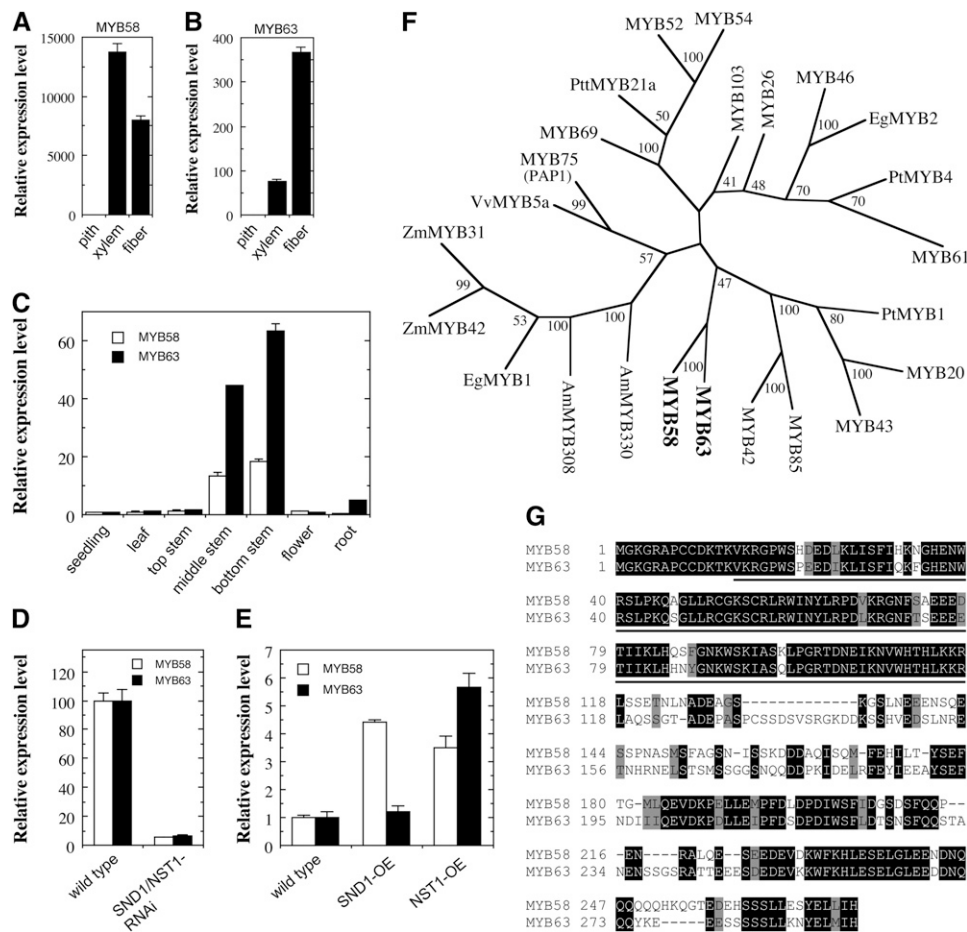 A
MYB58
Relative expression level
15000
10000
5000
0
pith
xylem
fiber
B
MYB63
Relative expression level
400
300
200
100
0
pith
xylem
fiber
C
Relative expression level
MYB58
MYB63
60
40
20
0
seedling
leaf
top stem
middle stem
bottom stem
flower
root
D
Relative expression level
MYB58
MYB63
120
100
80
60
40
20
0
wild type
SND1/NST1-
RNAi
E
Relative expression level
MYB58
MYB63
7
6
5
4
3
2
1
0
wild type
SND1-OE
NST1-OE
F
MYB52
MYB54
100
PttMYB21a
50
MYB69
100
MYB103
MYB26
MYB46
100
EgMYB2
41
48
70
PtMYB4
70
MYB61
MYB75
(PAP1)
99
VvMYB5a
57
ZmMYB31
99
ZmMYB42
53
EgMYB1
100
AmMYB308
100
AmMYB330
47
100
MYB58
MYB63
100
PtMYB1
80
100
MYB42
MYB85
100
MYB20
MYB43
G
MYB58 1 MGKGRAPCCDKTKVKRGPWSHDEDLKLISFIHKNGHENW
MYB63 1 MGKGRAPCCDKTKVKRGPWSPEEDIKLISFIQKFGHENW
MYB58 40 RSLPKQAGLLRCGKSCRLRWINYLRPDVKRGNFSAEEED
MYB63 40 RSLPKQSGLLRCGKSCRLRWINYLRPDLKRGNFTSEEEE
MYB58 79 TIIKLHQSFGNKWSKIASKLPGRTDNEIKNVWHTHLKKR
MYB63 79 TIIKLHHNYGNKWSKIASQLPGRTDNEIKNVWHTHLKKR
MYB58 118 LSSETNLNADEAGS-------------KGSLNEEENSQE
MYB63 118 LAQSSGT-ADEPASPCSSDSVSRGKDDKSSHVEDSLNRE
MYB58 144 SSPNASMSFAGSN-ISSKDDDAQISQM-FEHILT-YSEF
MYB63 156 TNHRNELSTSMSSGGSNQQDDPKIDELRFEYIEEAYSEF
MYB58 180 TG-MLQEVDKPELLEMPFDLDPDIWSFIDGSDSFQQP--
MYB63 195 NDIIIQEVDKPDLLEIPFDSDPDIWSFLDTSNSFQQSTA
MYB58 216 -EN----RALQE--SEEDEVDKWFKHLESELGLEENDNQ
MYB63 234 NENSSGSRATTEEESDEDEVKKWFKHLESELGLEEDDNQ
MYB58 247 QQQQQHKQGTEDEHSSSLLESYELLIH
MYB63 273 QQYKE-----EDSSSSSLLKNYELMIH